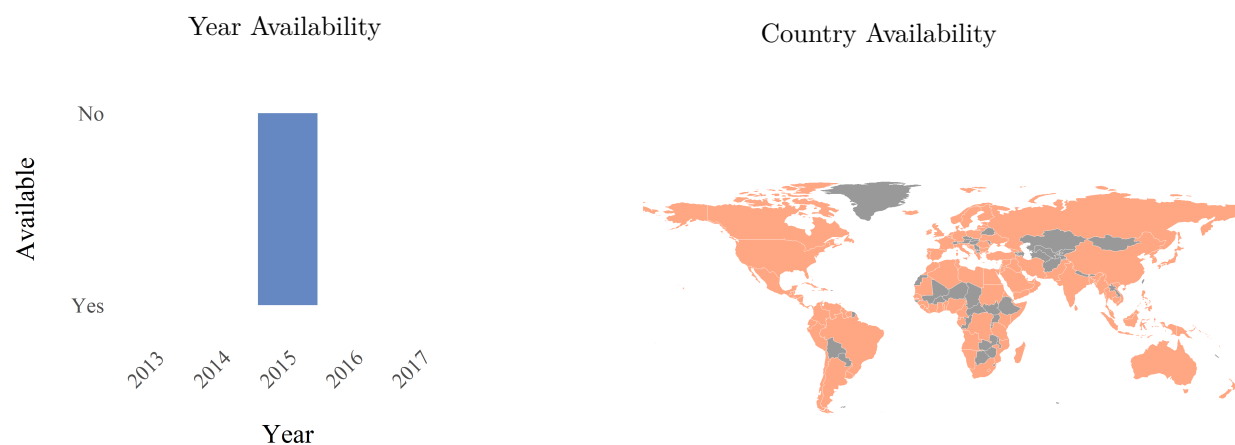 Year Availability
No
Yes
Available
2013
2014
2015
2016
2017
Year
Country Availability